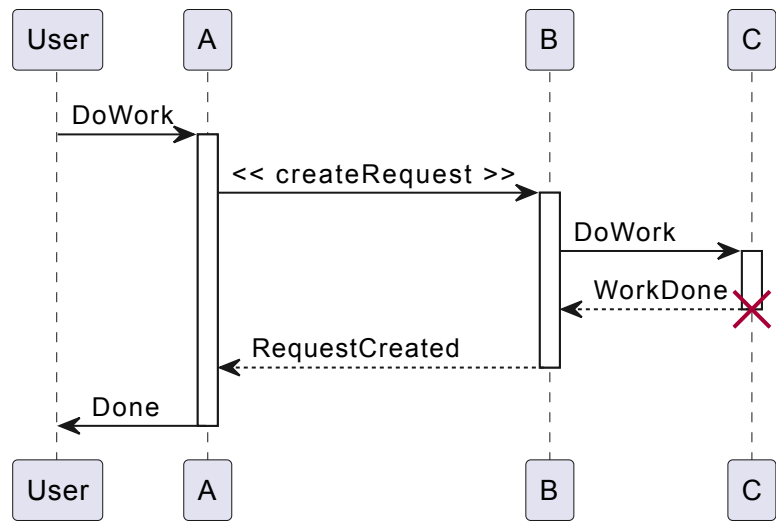 User A B C
DoWork
<< createRequest >>
DoWork
WorkDone
RequestCreated
Done
User A B C